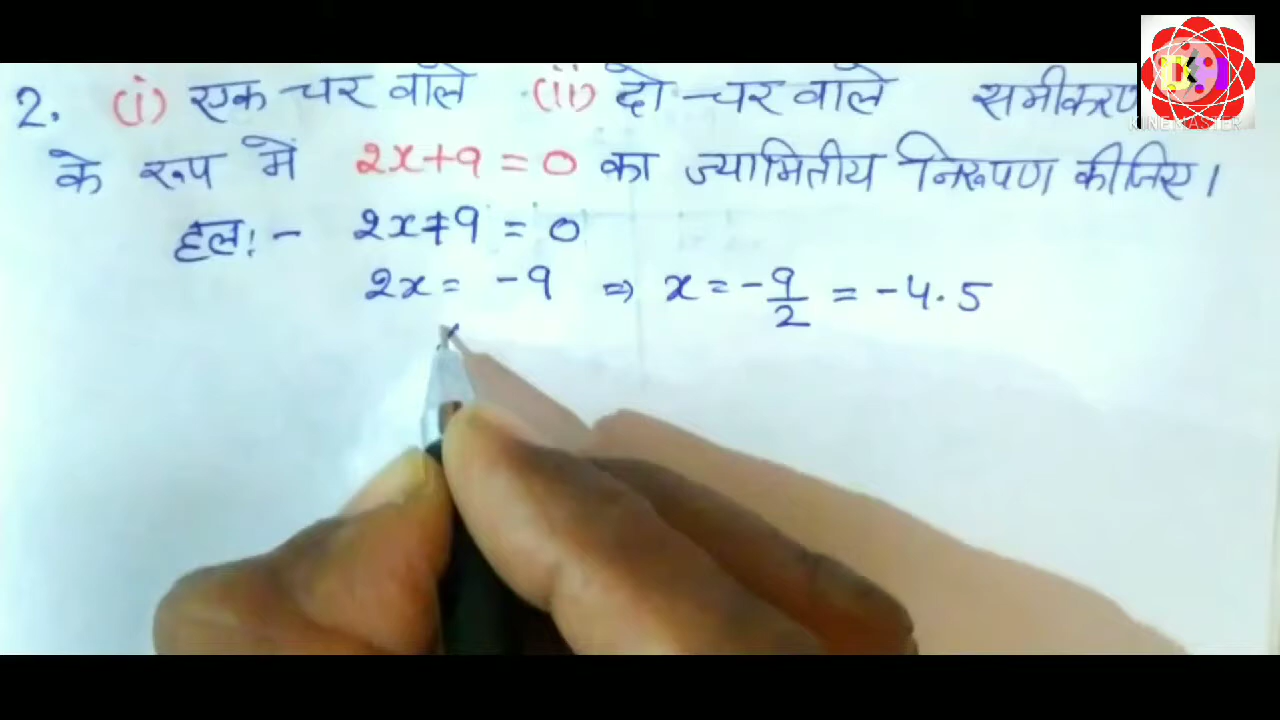 2. (i) एक चर वाले (ii) दो चर वाले समीकरण
के रूप में 2x+9=0 का ज्यामितीय निरूपण कीजिए।
हल:- 2x+9=0
2x = -9 ⇒ x = -9/2 = -4.5
KINEMASTER